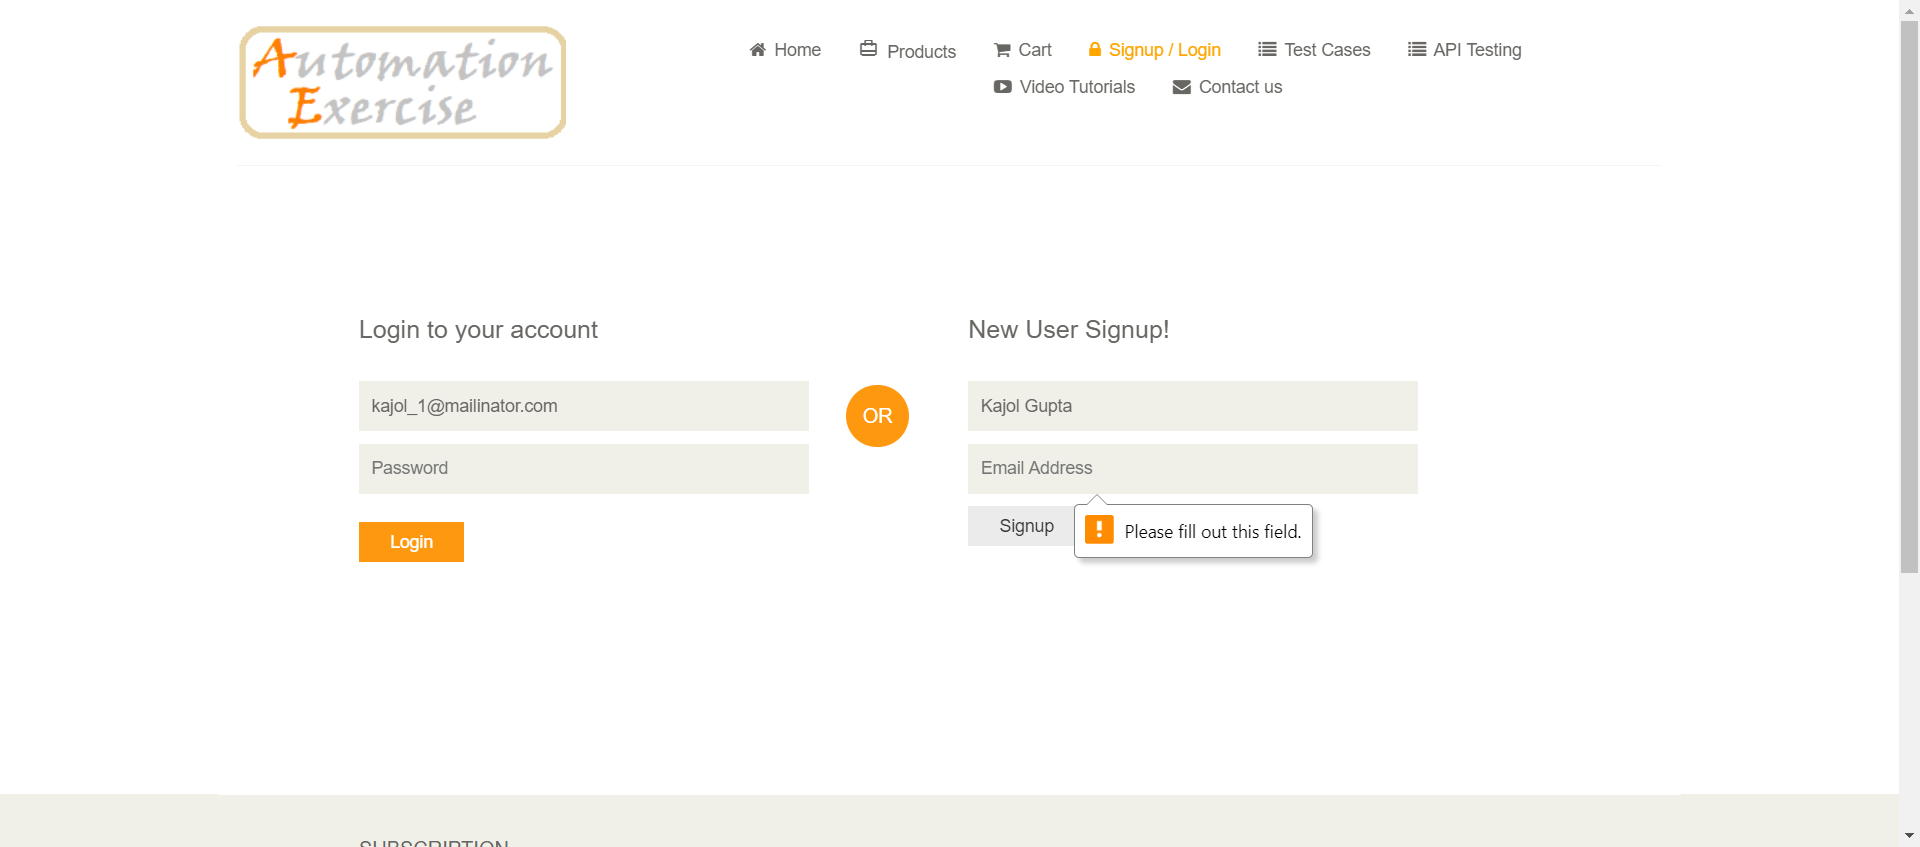 Automation
Exercise
Home
Products
Cart
Signup / Login
Test Cases
API Testing
Video Tutorials
Contact us
Login to your account
kajol_1@mailinator.com
Password
Login
OR
New User Signup!
Kajol Gupta
Email Address
Signup
Please fill out this field.
SUBSCRIPTION